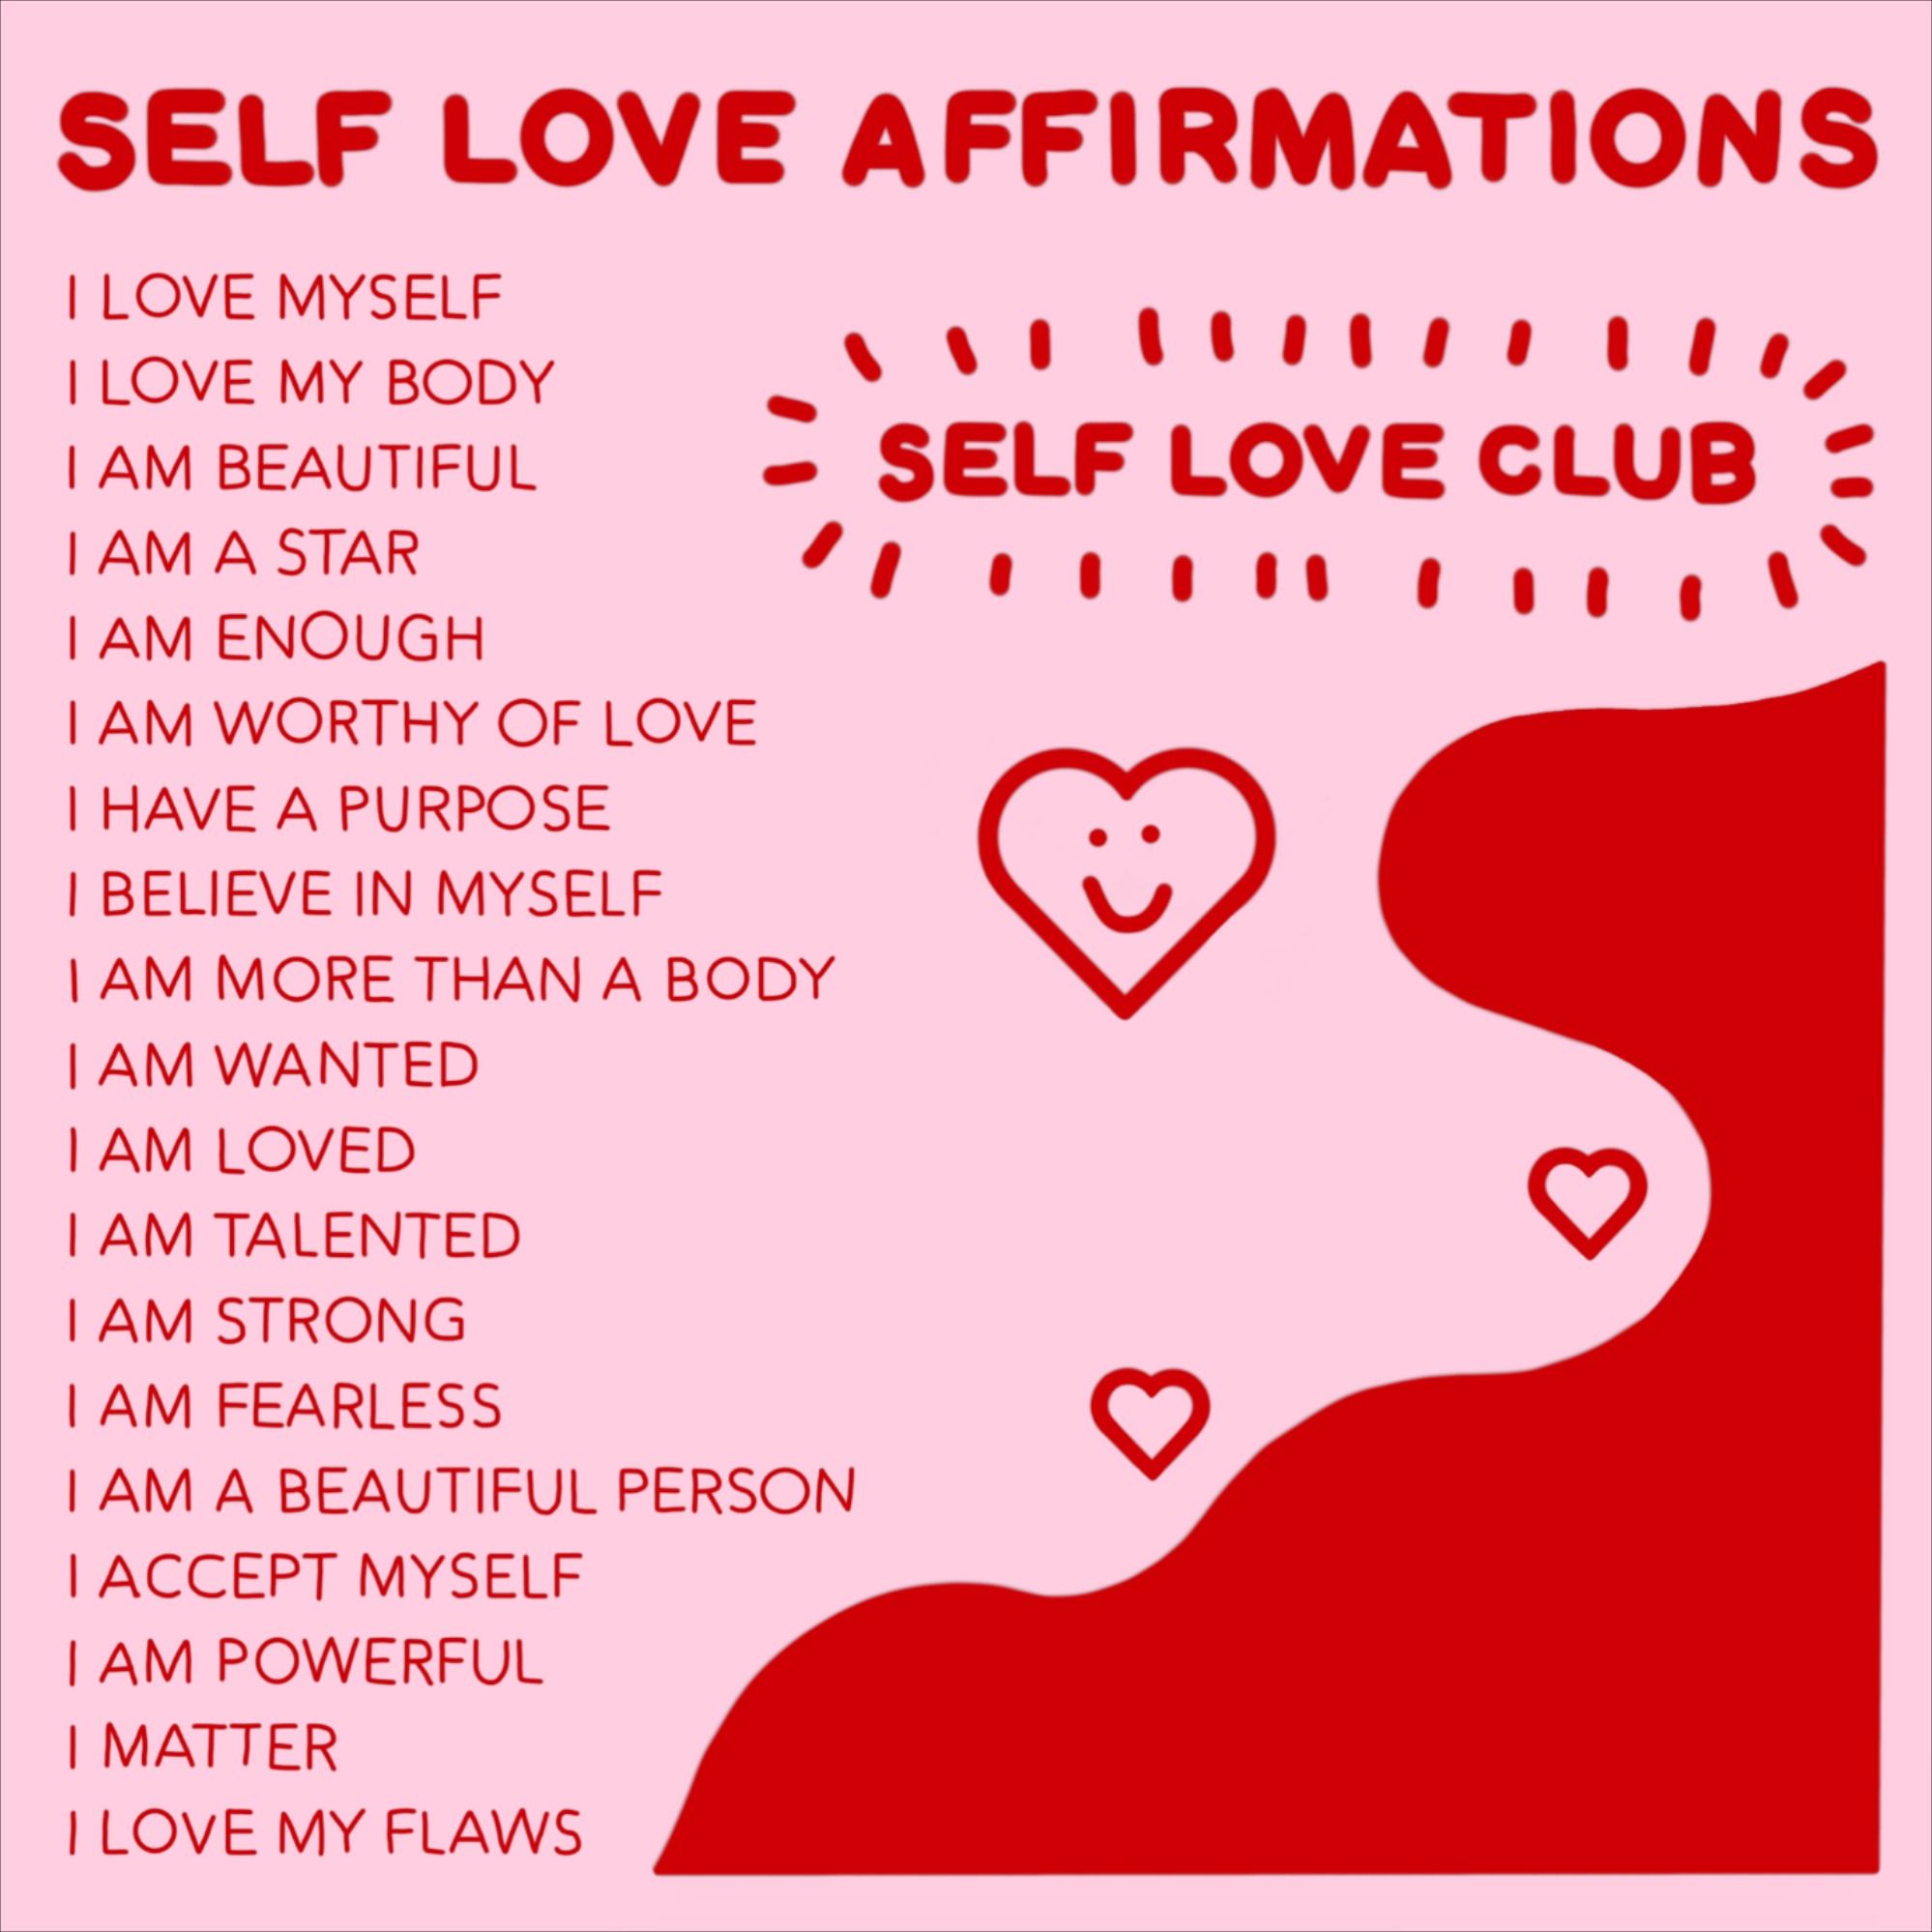 SELF LOVE AFFIRMATIONS
I LOVE MYSELF
I LOVE MY BODY
I AM BEAUTIFUL
I AM A STAR
I AM ENOUGH
I AM WORTHY OF LOVE
I HAVE A PURPOSE
I BELIEVE IN MYSELF
I AM MORE THAN A BODY
I AM WANTED
I AM LOVED
I AM TALENTED
I AM STRONG
I AM FEARLESS
I AM A BEAUTIFUL PERSON
I ACCEPT MYSELF
I AM POWERFUL
I MATTER
I LOVE MY FLAWS
SELF LOVE CLUB